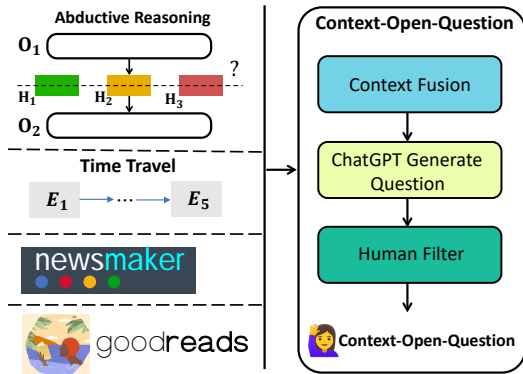 Abductive Reasoning
O1
H1
H2
H3
?
O2
Time Travel
E1 ... E5
newsmaker
goodreads
Context-Open-Question
Context Fusion
ChatGPT Generate
Question
Human Filter
Context-Open-Question